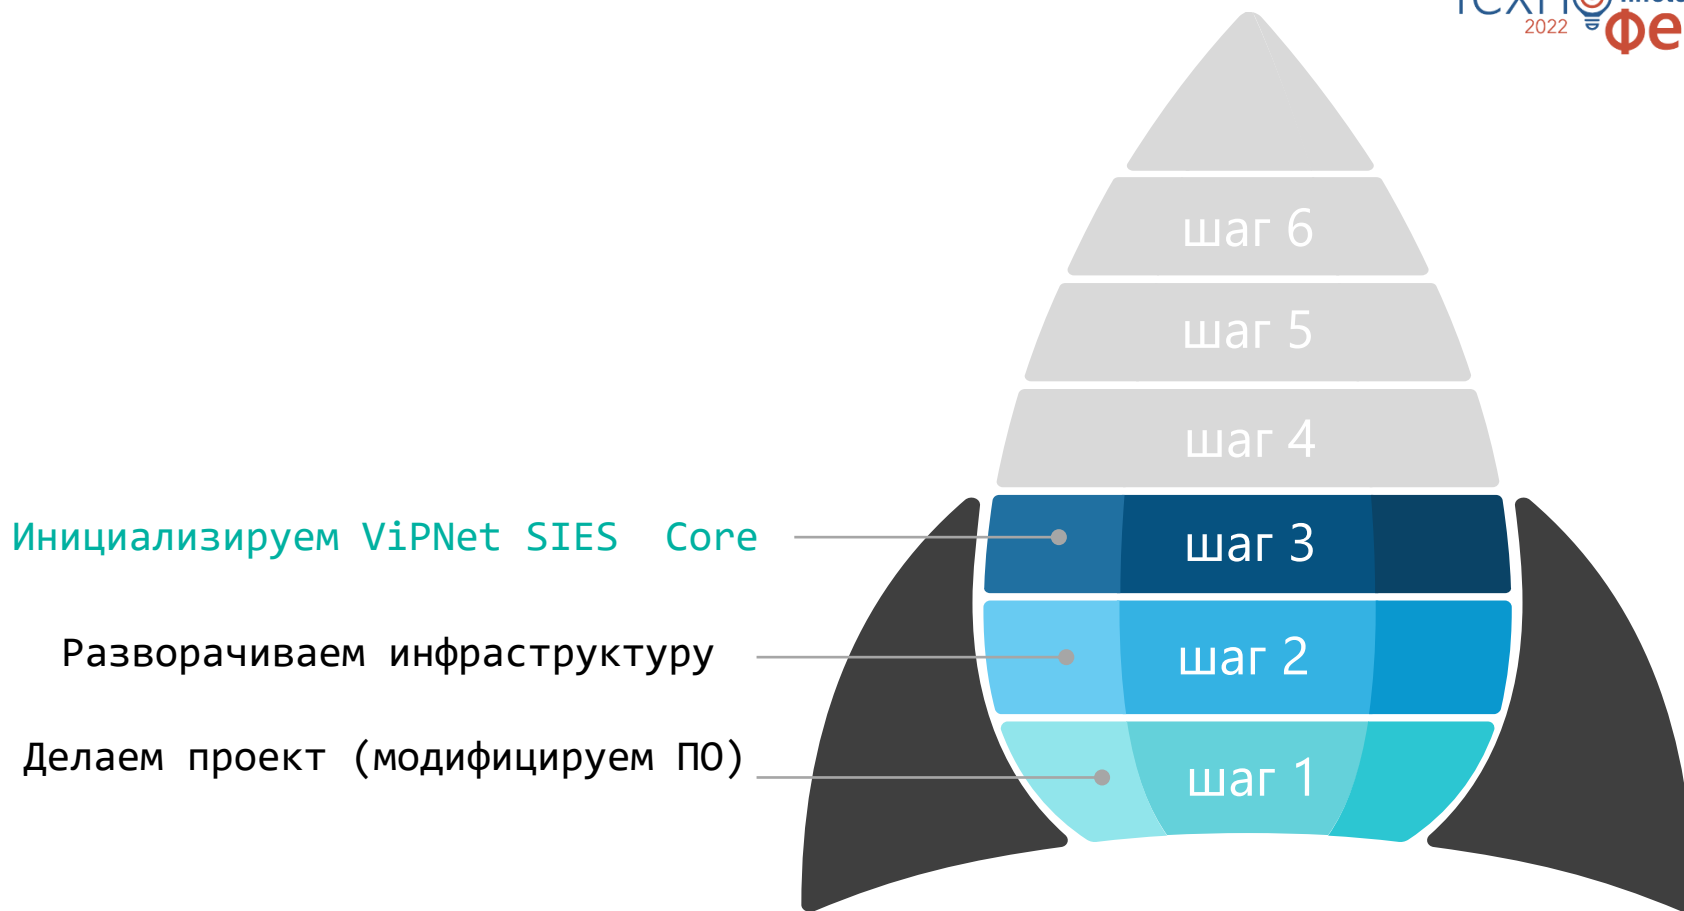 2022
шаг 6
шаг 5
шаг 4
Инициализируем ViPNet SIES Core
шаг 3
Разворачиваем инфраструктуру
шаг 2
Делаем проект (модифицируем ПО)
шаг 1